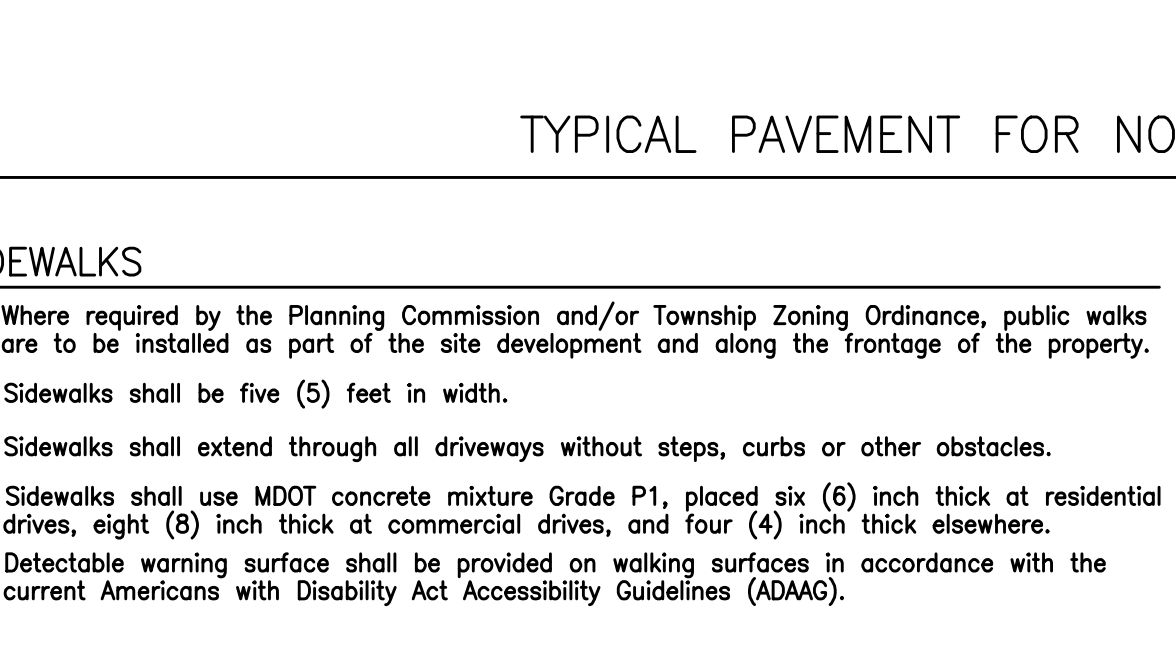 TYPICAL PAVEMENT FOR
SIDEWALKS
Where required by the Planning Commission and/or Township Zoning Ordinance, public walks
are to be installed as part of the site development and along the frontage of the property.
Sidewalks shall be five (5) feet in width.
Sidewalks shall extend through all driveways without steps, curbs or other obstacles.
Sidewalks shall use MDOT concrete mixture Grade P1, placed six (6) inch thick at residential
drives, eight (8) inch thick at commercial drives, and four (4) inch thick elsewhere.
Detectable warning surface shall be provided on walking surfaces in accordance with the
current Americans with Disability Act Accessibility Guidelines (ADAAG).